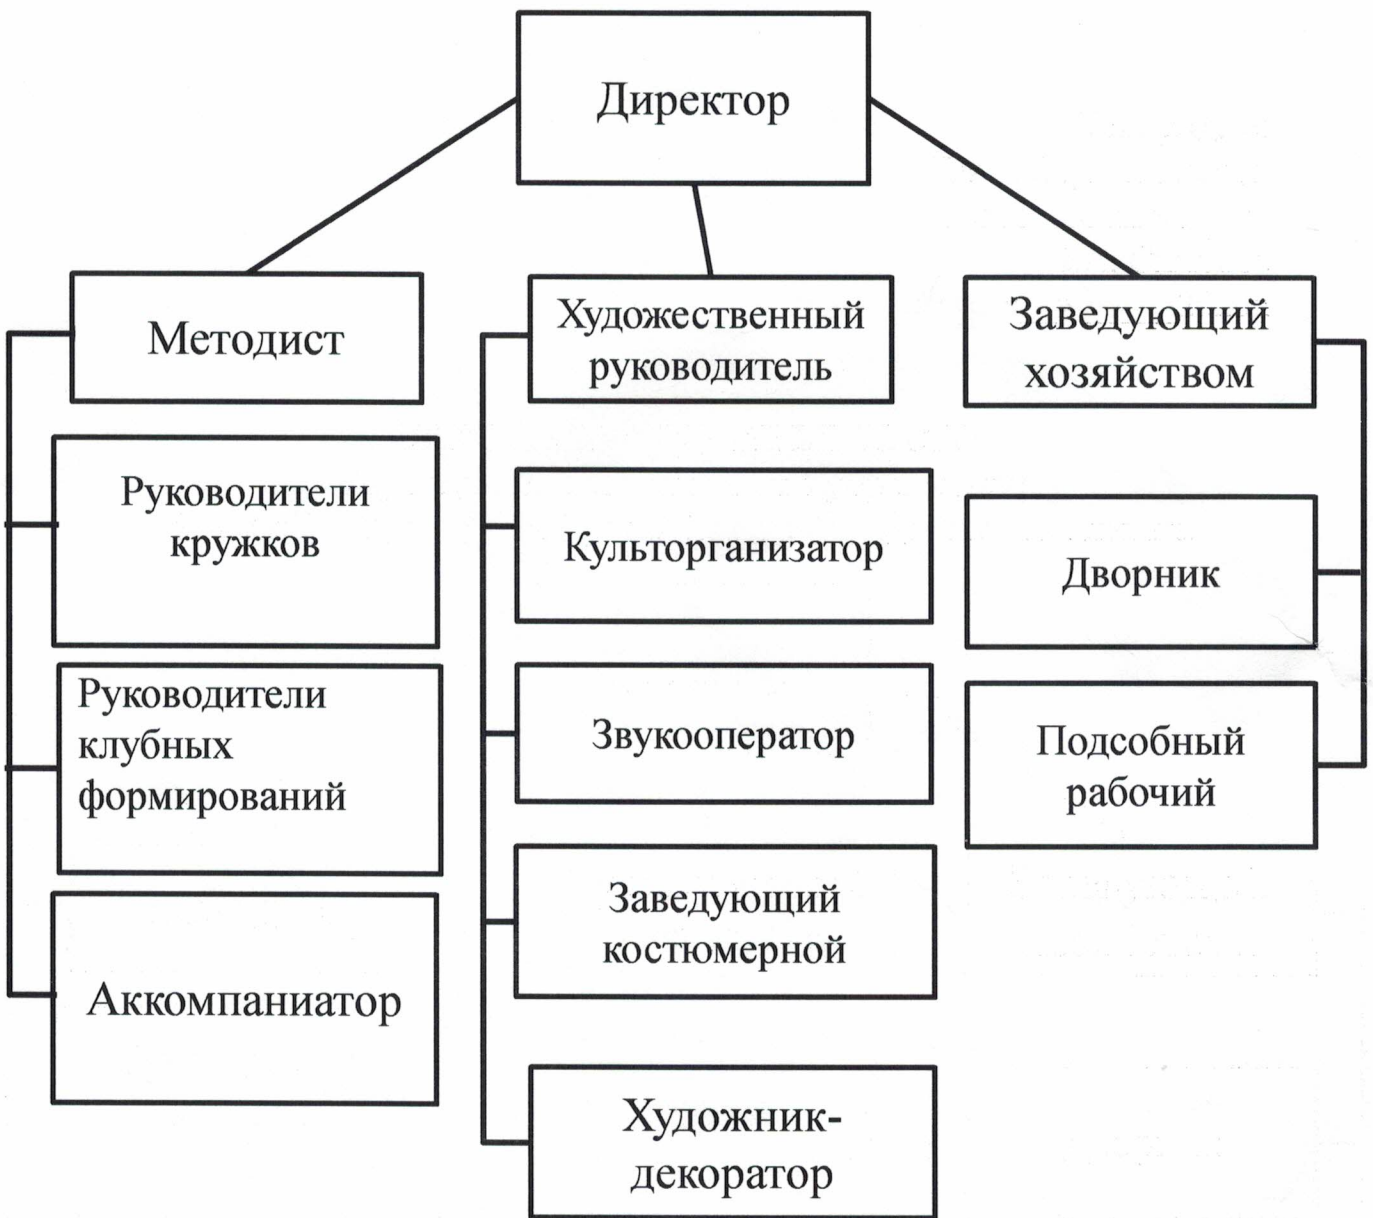 Директор
Методист
Художественный
руководитель
Заведующий
хозяйством
Руководители
кружков
Руководители
клубных
формирований
Аккомпаниатор
Культорганизатор
Звукооператор
Заведующий
костюмерной
Художник-
декоратор
Дворник
Подсобный
рабочий